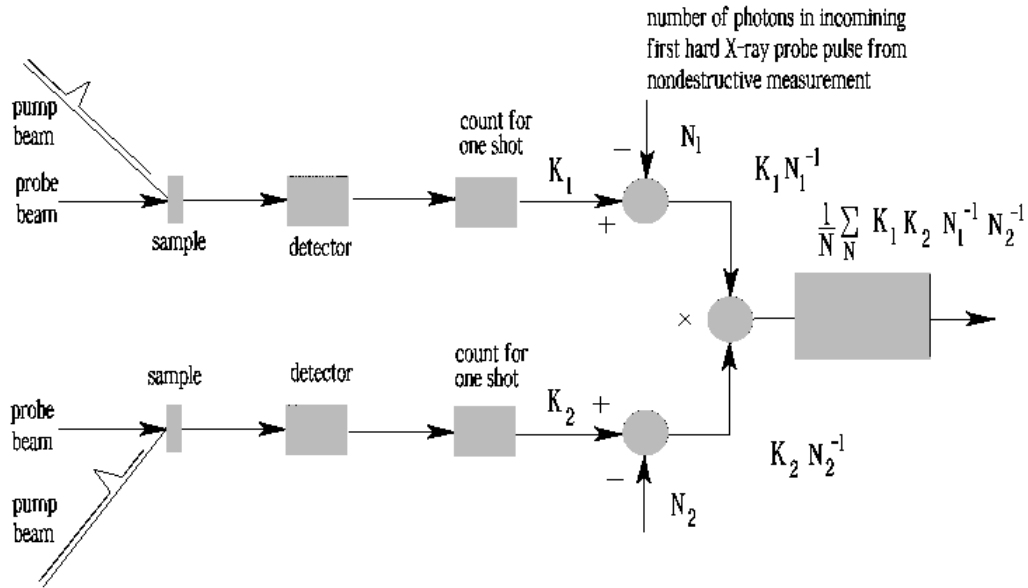 number of photons in incomining
first hard X-ray probe pulse from
nondestructive measurement
pump
beam
count for
one shot
− N₁
K₁
K₁ N₁⁻¹
probe
beam
+
sample
detector
1/N ∑_N K₁ K₂ N₁⁻¹ N₂⁻¹
×
sample
detector
count for
one shot
K₂
+
probe
beam
K₂ N₂⁻¹
−
N₂
pump
beam